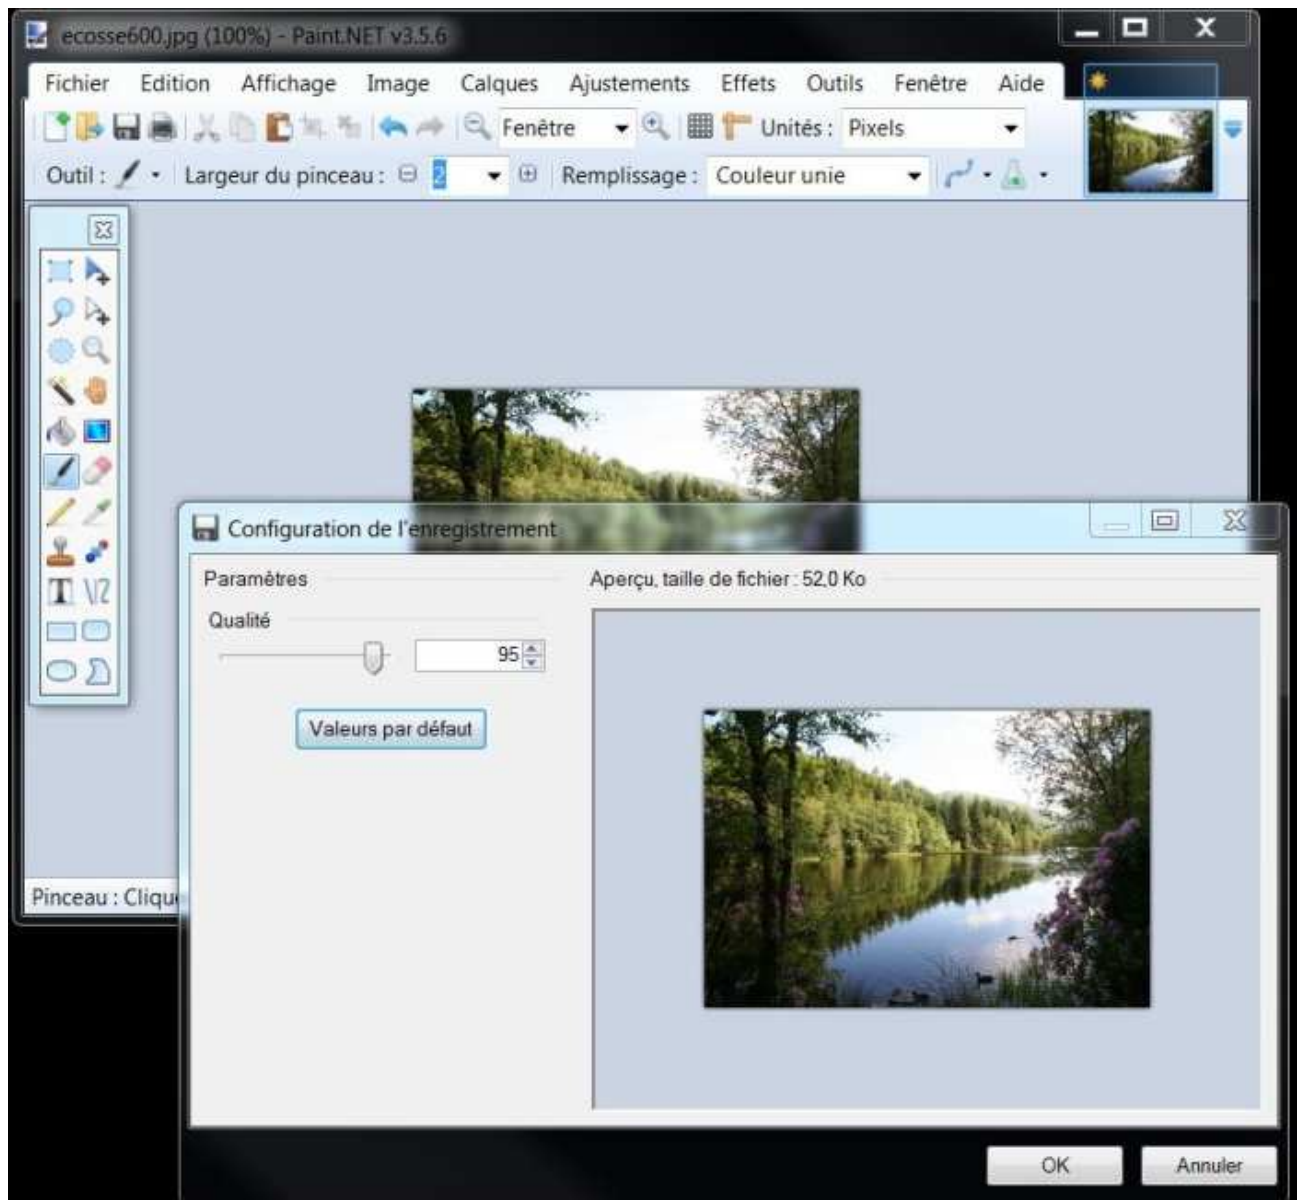 ecosse600.jpg (100%) - Paint.NET v3.5.6
Fichier Edition Affichage Image Calques Ajustements Effets Outils Fenêtre Aide
Fenêtre Unités : Pixels
Outil : Largeur du pinceau : 2 Remplissage : Couleur unie
Configuration de l'enregistrement
Paramètres
Aperçu, taille de fichier : 52,0 Ko
Qualité
95
Valeurs par défaut
Pinceau : Clique
OK Annuler